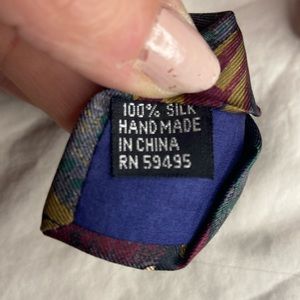 100% SILK
HAND MADE
IN CHINA
RN 59495